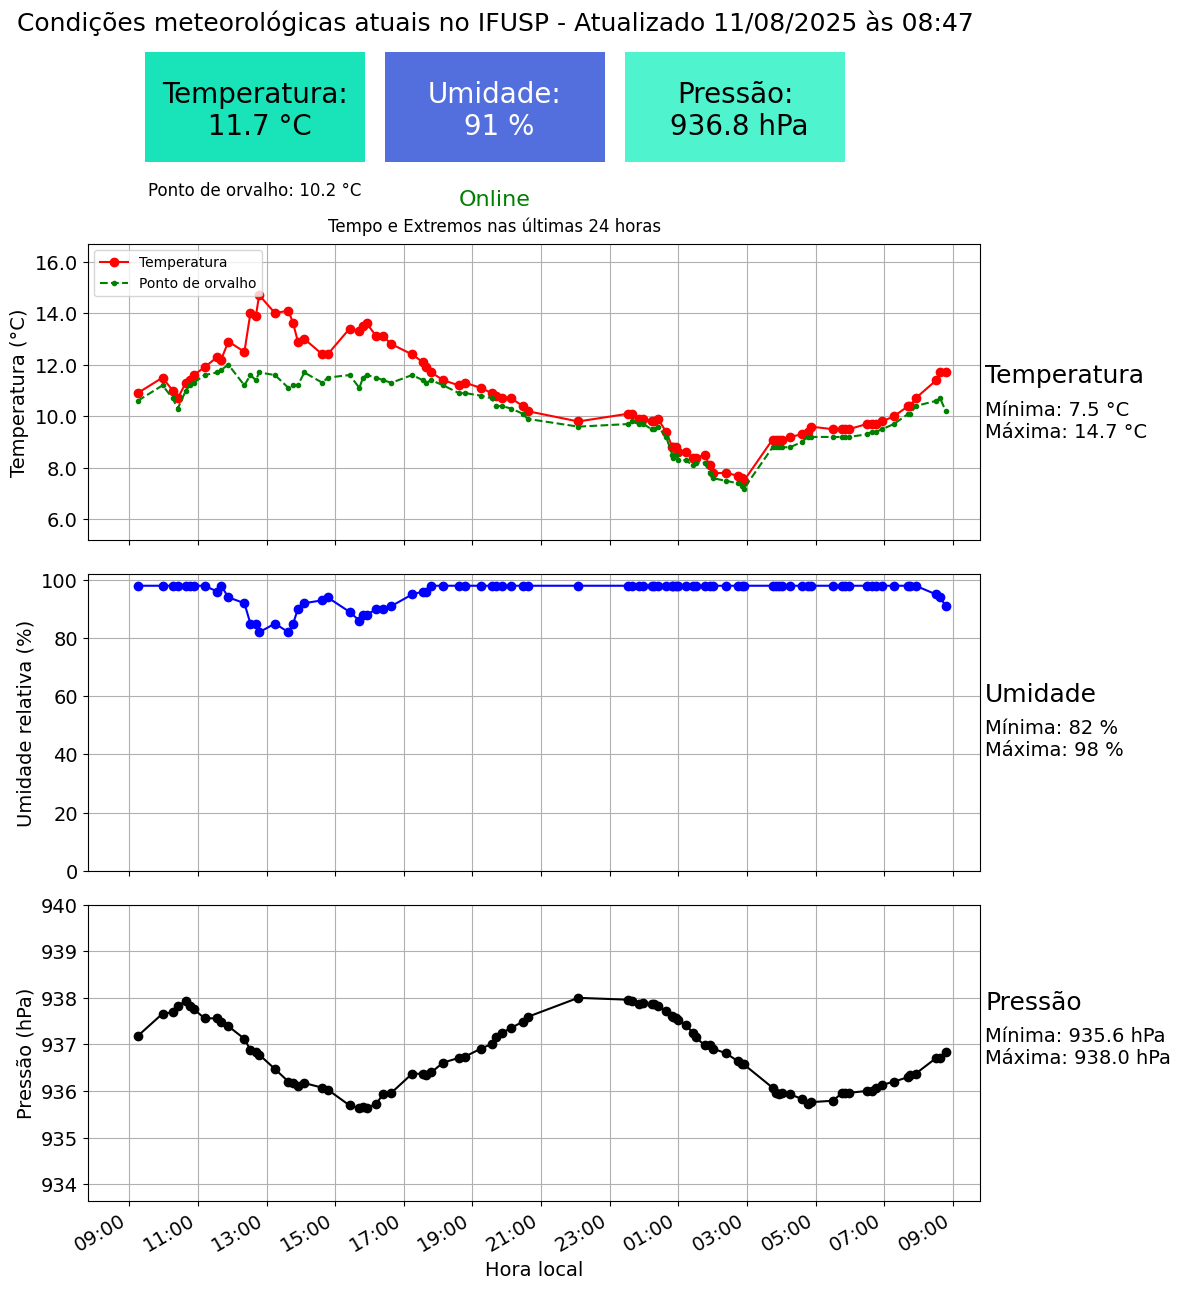 Condições meteorológicas atuais no IFUSP - Atualizado 11/08/2025 às 08:47
Temperatura:
11.7 °C
Umidade:
91 %
Pressão:
936.8 hPa
Ponto de orvalho: 10.2 °C
Online
Tempo e Extremos nas últimas 24 horas
Temperatura
Ponto de orvalho
Temperatura (°C)
16.0
14.0
12.0
10.0
8.0
6.0
Temperatura
Mínima: 7.5 °C
Máxima: 14.7 °C
Umidade relativa (%)
100
80
60
40
20
0
Umidade
Mínima: 82 %
Máxima: 98 %
Pressão (hPa)
940
939
938
937
936
935
934
Pressão
Mínima: 935.6 hPa
Máxima: 938.0 hPa
09:00 11:00 13:00 15:00 17:00 19:00 21:00 23:00 01:00 03:00 05:00 07:00 09:00
Hora local